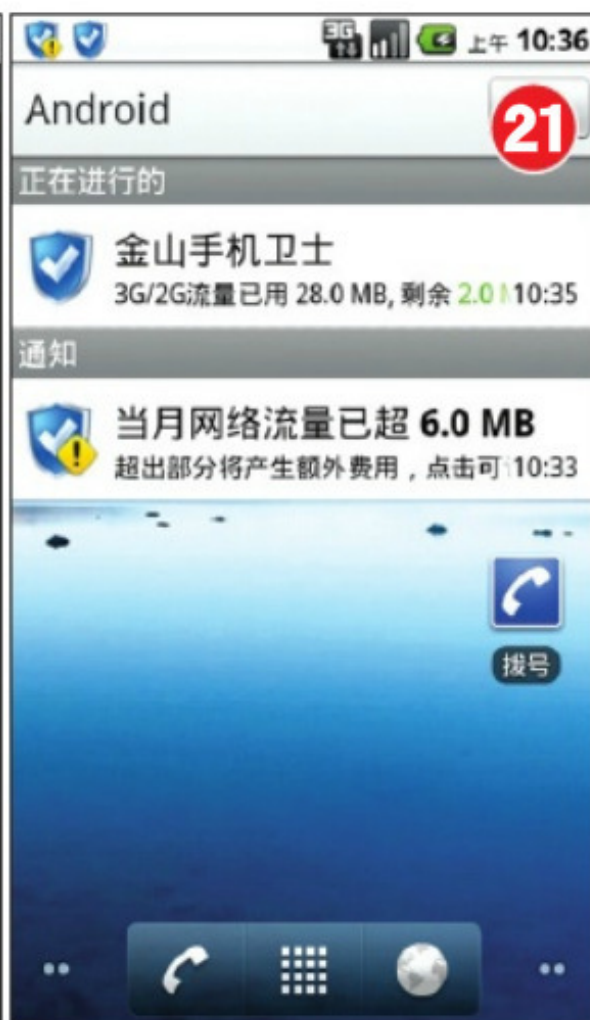 3G 上午 10:36
Android
21
正在进行的
金山手机卫士
3G/2G流量已用 28.0 MB, 剩余 2.0 10:35
通知
当月网络流量已超 6.0 MB
超出部分将产生额外费用，点击可 10:33
拨号